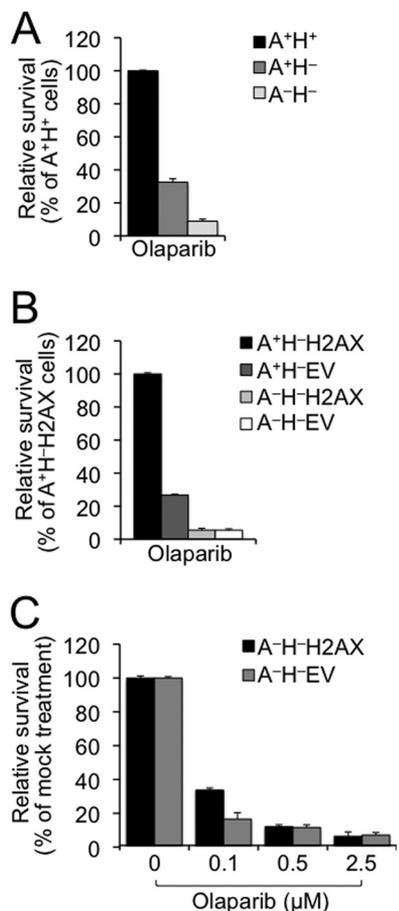 A
A⁺H⁺
A⁺H⁻
A⁻H⁻
Relative survival
(% of A⁺H⁺ cells)
120
100
80
60
40
20
0
Olaparib
B
A⁺H⁻H2AX
A⁺H⁻EV
A⁻H⁻H2AX
A⁻H⁻EV
Relative survival
(% of A⁺H⁻H2AX cells)
120
100
80
60
40
20
0
Olaparib
C
A⁻H⁻H2AX
A⁻H⁻EV
Relative survival
(% of mock treatment)
120
100
80
60
40
20
0
0 0.1 0.5 2.5
Olaparib (μM)